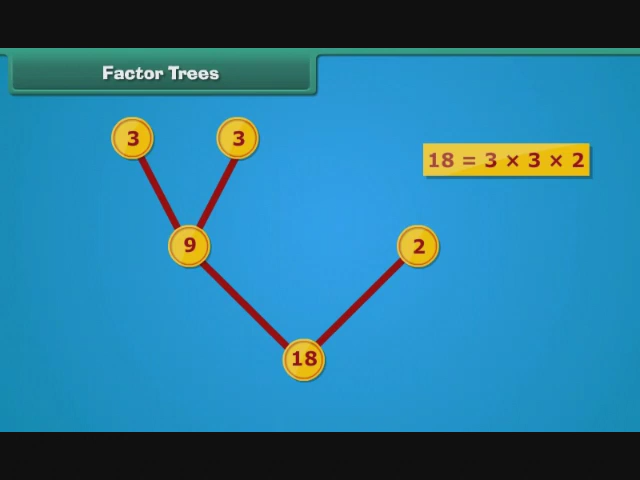 Factor Trees
3 3
18 = 3 × 3 × 2
9 2
18